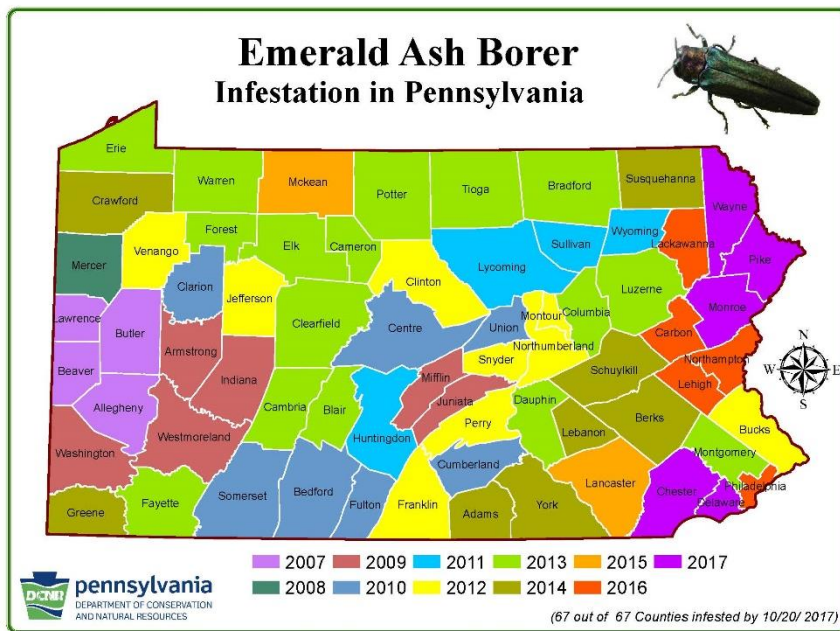 Emerald Ash Borer
Infestation in Pennsylvania
Erie
Crawford
Warren
Mckean
Potter
Tioga
Bradford
Susquehanna
Wayne
Wyoming
Lackawanna
Pike
Mercer
Venango
Forest
Elk
Cameron
Clinton
Lycoming
Sullivan
Clarion
Jefferson
Clearfield
Centre
Union
Montour
Columbia
Luzerne
Monroe
Lawrence
Butler
Armstrong
Indiana
Snyder
Northumberland
Carbon
Northampton
Schuylkill
Lehigh
Beaver
Allegheny
Mifflin
Juniata
Cambria
Blair
Huntingdon
Perry
Dauphin
Lebanon
Berks
Bucks
Montgomery
Washington
Westmoreland
Somerset
Bedford
Fulton
Franklin
Cumberland
Adams
York
Lancaster
Chester
Delaware
Philadelphia
Greene
Fayette
N
W E
S
2007 2009 2011 2013 2015 2017
2008 2010 2012 2014 2016
DCNR
pennsylvania
DEPARTMENT OF CONSERVATION
AND NATURAL RESOURCES
(67 out of 67 Counties infested by 10/20/ 2017)